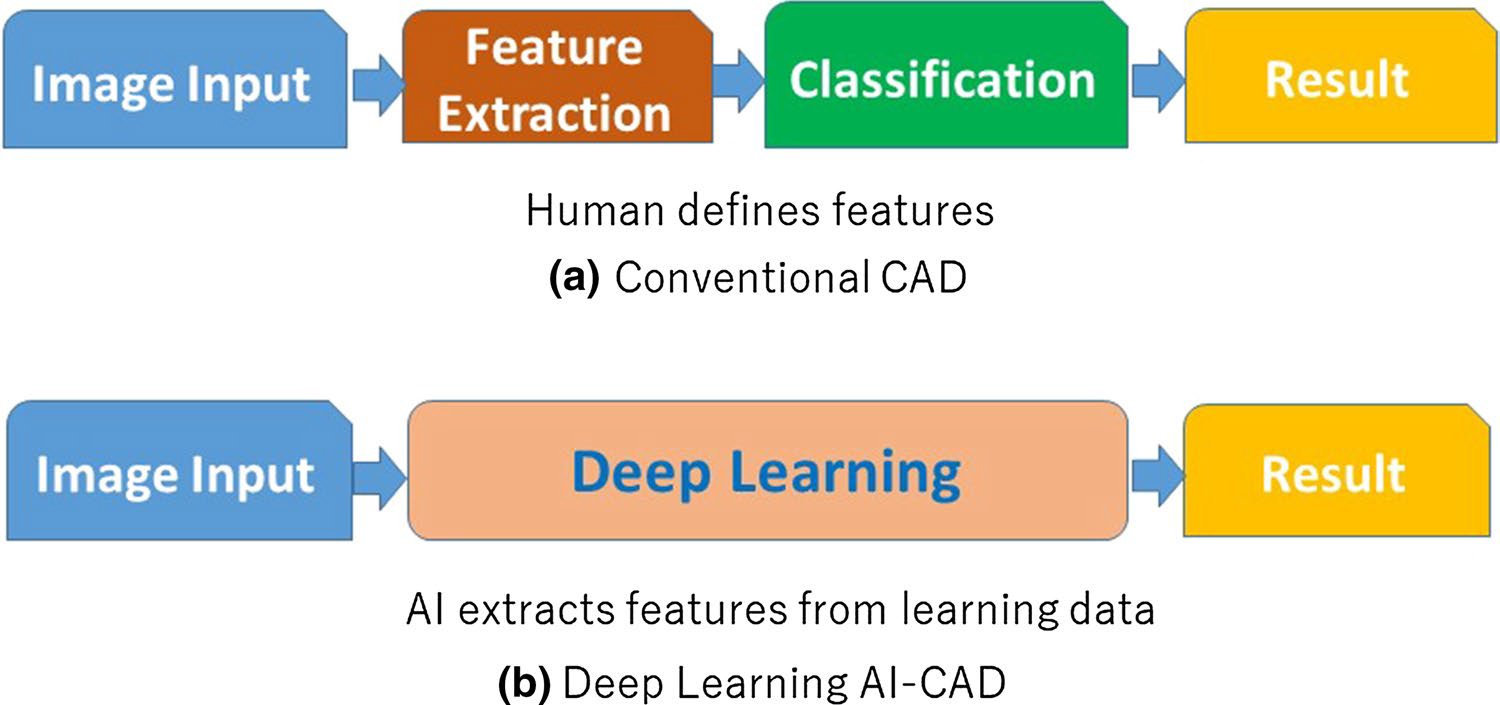 Image Input
Feature
Extraction
Classification
Result
Human defines features
(a) Conventional CAD
Image Input
Deep Learning
Result
AI extracts features from learning data
(b) Deep Learning AI-CAD